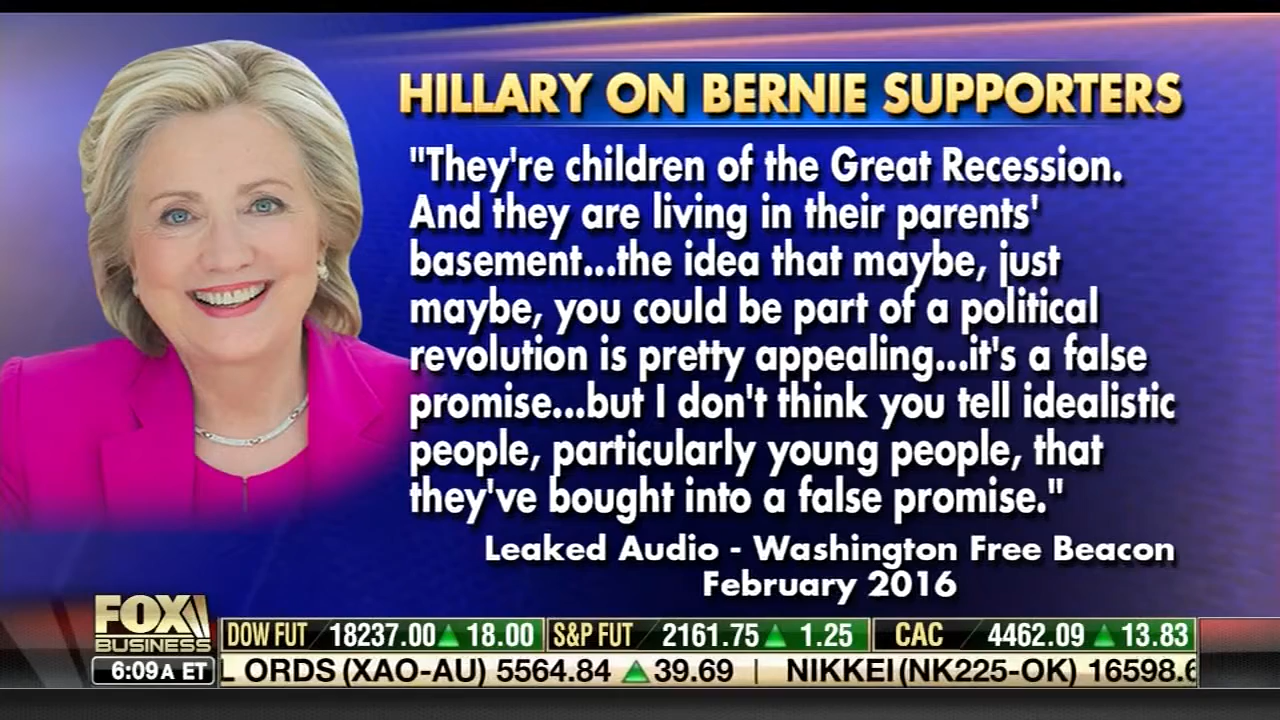 HILLARY ON BERNIE SUPPORTERS
"They're children of the Great Recession.
And they are living in their parents'
basement...the idea that maybe, just
maybe, you could be part of a political
revolution is pretty appealing...it's a false
promise...but I don't think you tell idealistic
people, particularly young people, that
they've bought into a false promise."
Leaked Audio - Washington Free Beacon
February 2016
FOX
BUSINESS
DOW FUT 18237.00 ▲ 18.00 S&P FUT 2161.75 ▲ 1.25 CAC 4462.09 ▲ 13.83
6:09A ET
L ORDS (XAO-AU) 5564.84 ▲ 39.69 | NIKKEI (NK225-OK) 16598.6